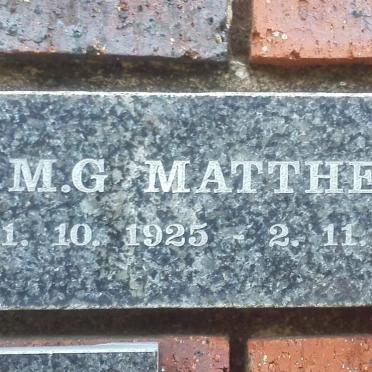 M.G MATTHE
1. 10. 1925 - 2. 11.